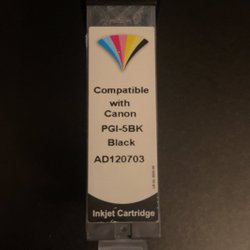 Compatible
with
Canon
PGI-5BK
Black
AD120703
Inkjet Cartridge